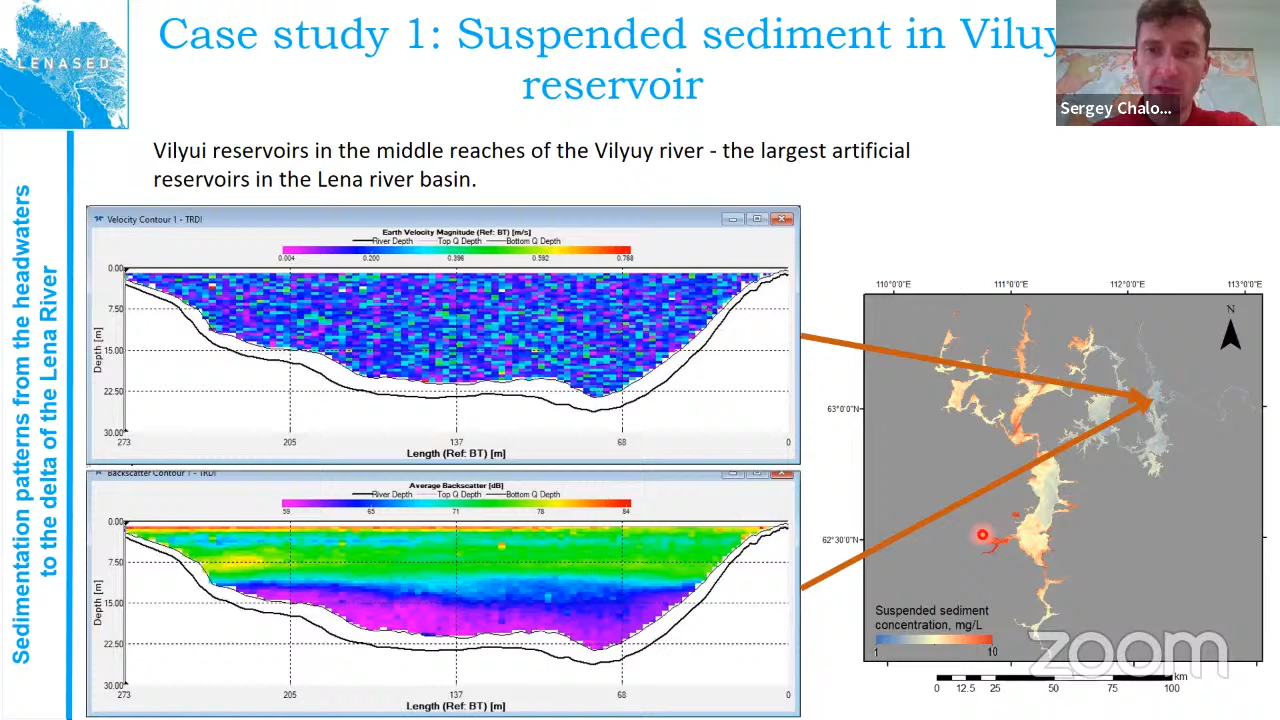 LENASED
Case study 1: Suspended sediment in Viluy
reservoir
Sergey Chalo...
Sedimentation patterns from the headwaters
to the delta of the Lena River
Vilyui reservoirs in the middle reaches of the Vilyuy river - the largest artificial
reservoirs in the Lena river basin.
Velocity Contour 1 - TRDI
Earth Velocity Magnitude (Ref: BT) [m/s]
River Depth Top Q Depth Bottom Q Depth
0.004 0.200 0.396 0.592 0.788
0.00
7.50
15.00
22.50
30.00
Depth [m]
273 205 137 68 0
Length (Ref: BT) [m]
Backscatter Contour 1 - TRDI
Average Backscatter [dB]
River Depth Top Q Depth Bottom Q Depth
59 65 71 78 84
0.00
7.50
15.00
22.50
30.00
Depth [m]
273 205 137 68 0
Length (Ref: BT) [m]
110°0'0"E 111°0'0"E 112°0'0"E 113°0'0"E
N
63°0'0"N
62°30'0"N
Suspended sediment
concentration, mg/L
1 10
zoom
km
0 12.5 25 50 75 100